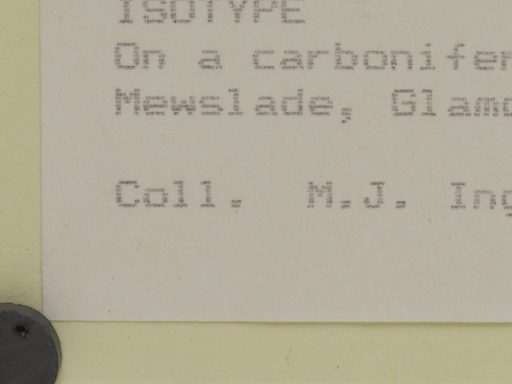 ISOTYPE
On a carbonifer
Mewslade, Glamo
Coll. M.J. Ing